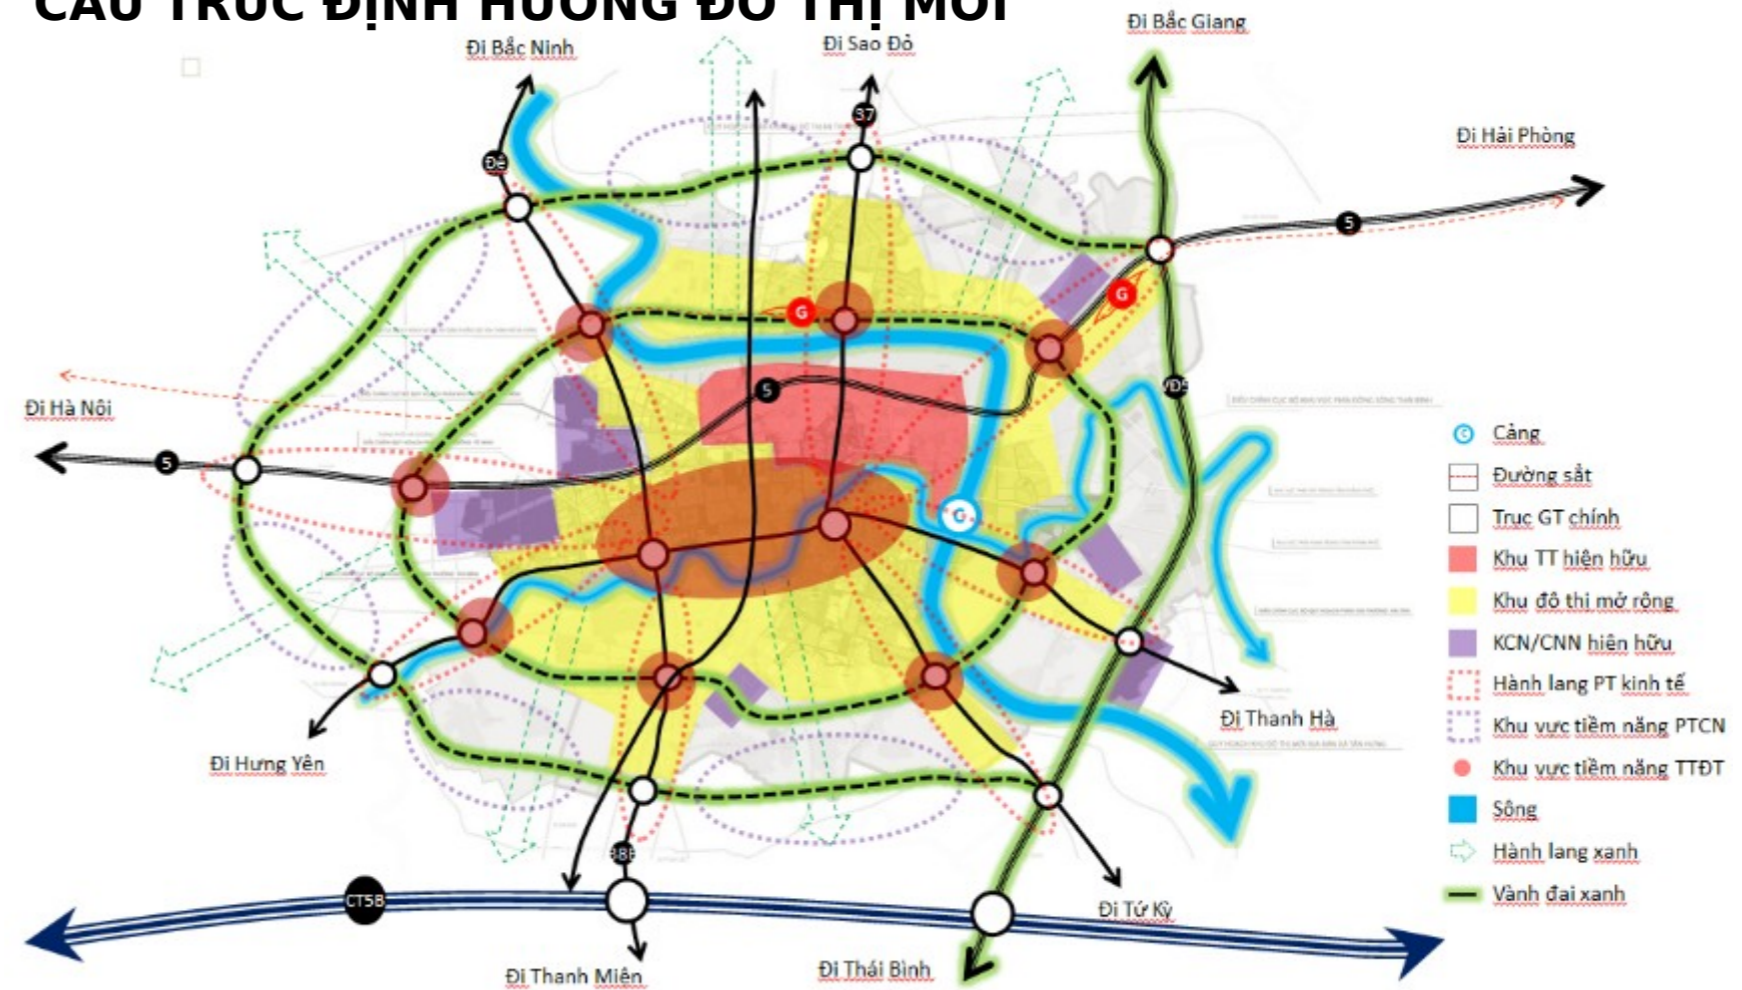 CẤU TRÚC ĐỊNH HƯỚNG ĐÔ THỊ MỚI
Đi Bắc Giang
Đi Bắc Ninh
Đi Sao Đỏ
37
Đi Hải Phòng
Đê
5
G
G
VĐ5
5
Đi Hà Nội
5
C
C Cảng
Đường sắt
Trục GT chính
Khu TT hiện hữu
Khu đô thị mở rộng
KCN/CNN hiện hữu
Hành lang PT kinh tế
Khu vực tiềm năng PTCN
Khu vực tiềm năng TTĐT
Sông
Hành lang xanh
Vành đai xanh
Đi Thanh Hà
Đi Hưng Yên
38B
CT5B
Đi Tứ Kỳ
Đi Thái Bình
Đi Thanh Miện